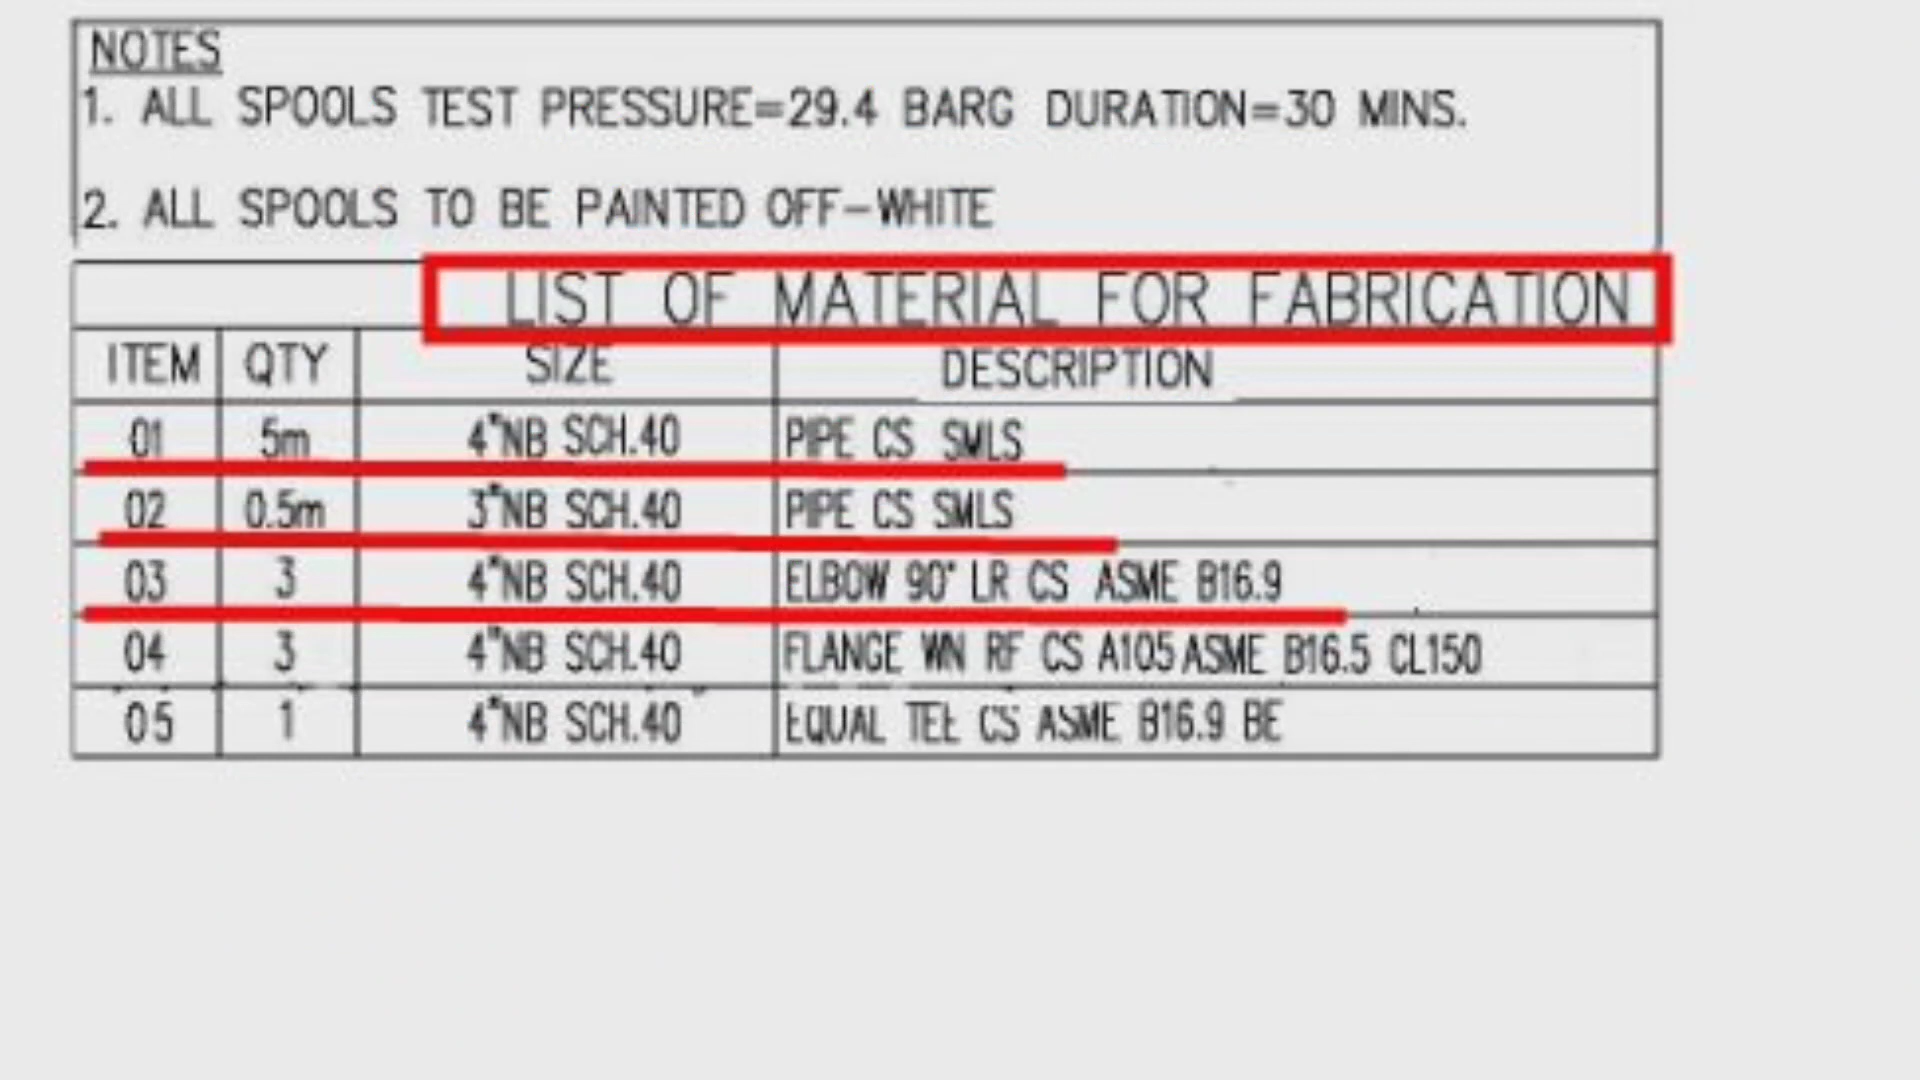 NOTES
1. ALL SPOOLS TEST PRESSURE=29.4 BARG DURATION=30 MINS.
2. ALL SPOOLS TO BE PAINTED OFF-WHITE
LIST OF MATERIAL FOR FABRICATION
ITEM QTY SIZE DESCRIPTION
01 5m 4"NB SCH.40 PIPE CS SMLS
02 0.5m 3"NB SCH.40 PIPE CS SMLS
03 3 4"NB SCH.40 ELBOW 90° LR CS ASME B16.9
04 3 4"NB SCH.40 FLANGE WN RF CS A105 ASME B16.5 CL150
05 1 4"NB SCH.40 EQUAL TEE CS ASME B16.9 BE